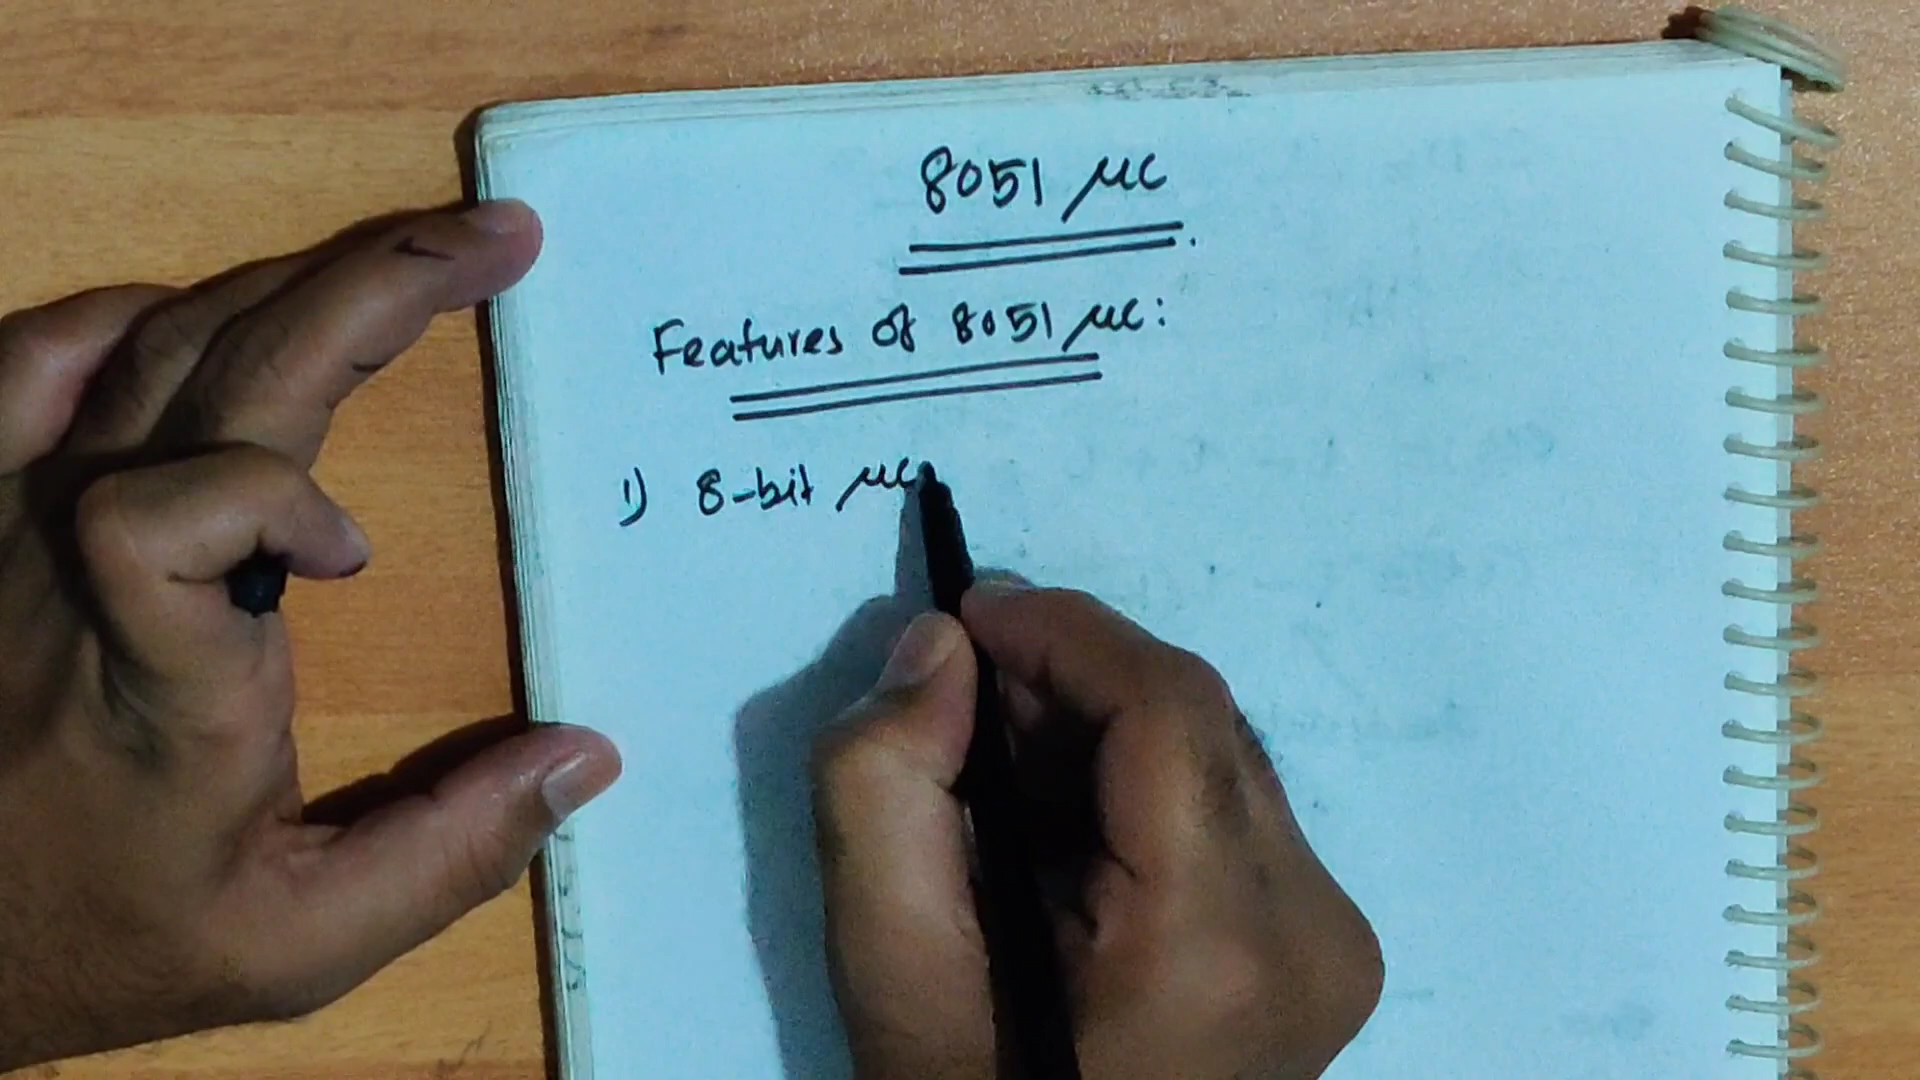 8051 μc
Features of 8051 μc:
1) 8-bit μc